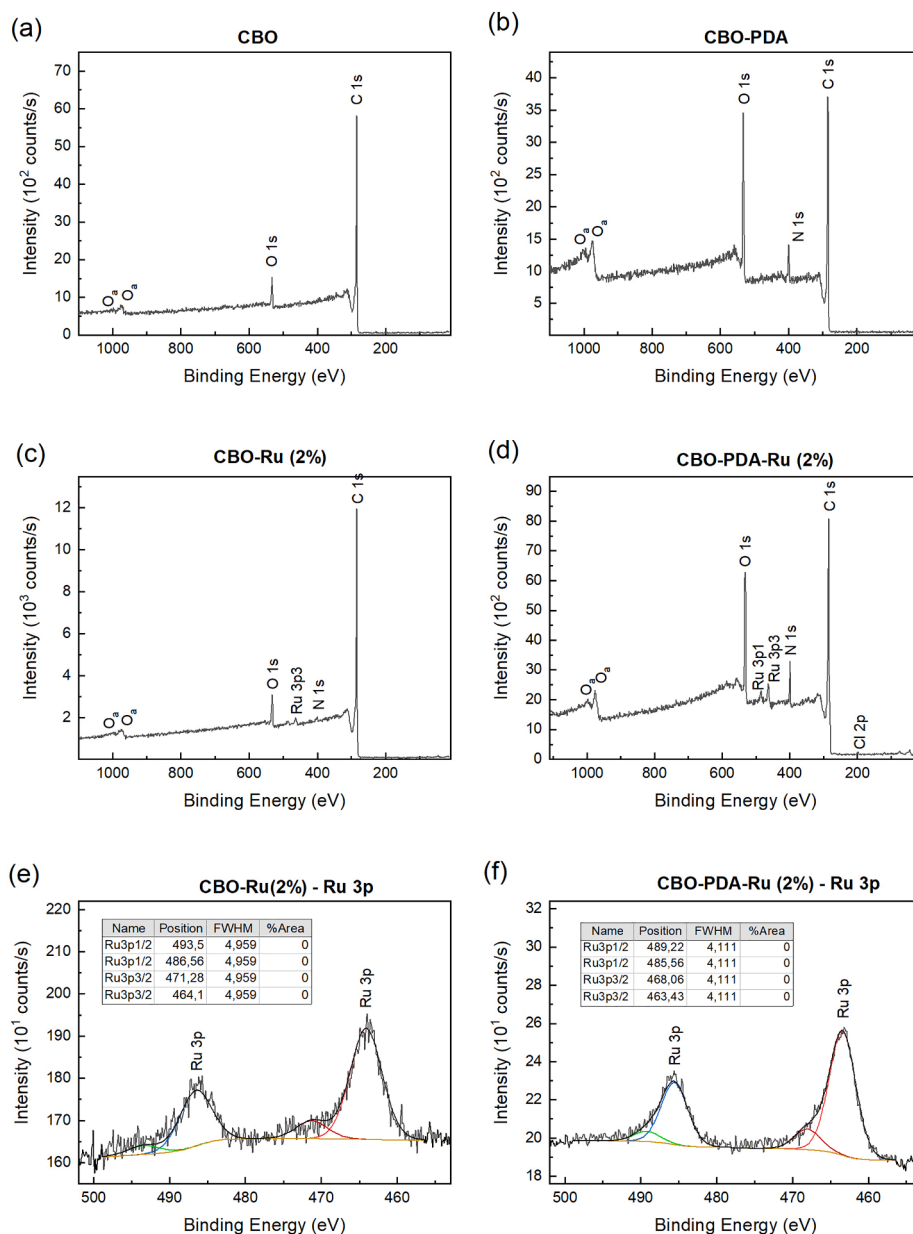 (a)
CBO
Intensity (10² counts/s)
70
60
50
40
30
20
10
0
Oₐ
Oₐ
O 1s
C 1s
1000
800
600
400
200
Binding Energy (eV)
(b)
CBO-PDA
Intensity (10² counts/s)
40
35
30
25
20
15
10
5
Oₐ
Oₐ
O 1s
N 1s
C 1s
1000
800
600
400
200
Binding Energy (eV)
(c)
CBO-Ru (2%)
Intensity (10³ counts/s)
12
10
8
6
4
2
Oₐ
Oₐ
O 1s
Ru 3p3
N 1s
C 1s
1000
800
600
400
200
Binding Energy (eV)
(d)
CBO-PDA-Ru (2%)
Intensity (10² counts/s)
90
80
70
60
50
40
30
20
10
0
Oₐ
Oₐ
O 1s
Ru 3p1
Ru 3p3
N 1s
C 1s
Cl 2p
1000
800
600
400
200
Binding Energy (eV)
(e)
CBO-Ru(2%) - Ru 3p
Intensity (10¹ counts/s)
220
210
200
190
180
170
160
Name Position FWHM %Area
Ru3p1/2 493,5 4,959 0
Ru3p1/2 486,56 4,959 0
Ru3p3/2 471,28 4,959 0
Ru3p3/2 464,1 4,959 0
Ru 3p
Ru 3p
500
490
480
470
460
Binding Energy (eV)
(f)
CBO-PDA-Ru (2%) - Ru 3p
Intensity (10¹ counts/s)
32
30
28
26
24
22
20
18
Name Position FWHM %Area
Ru3p1/2 489,22 4,111 0
Ru3p1/2 485,56 4,111 0
Ru3p3/2 468,06 4,111 0
Ru3p3/2 463,43 4,111 0
Ru 3p
Ru 3p
500
490
480
470
460
Binding Energy (eV)